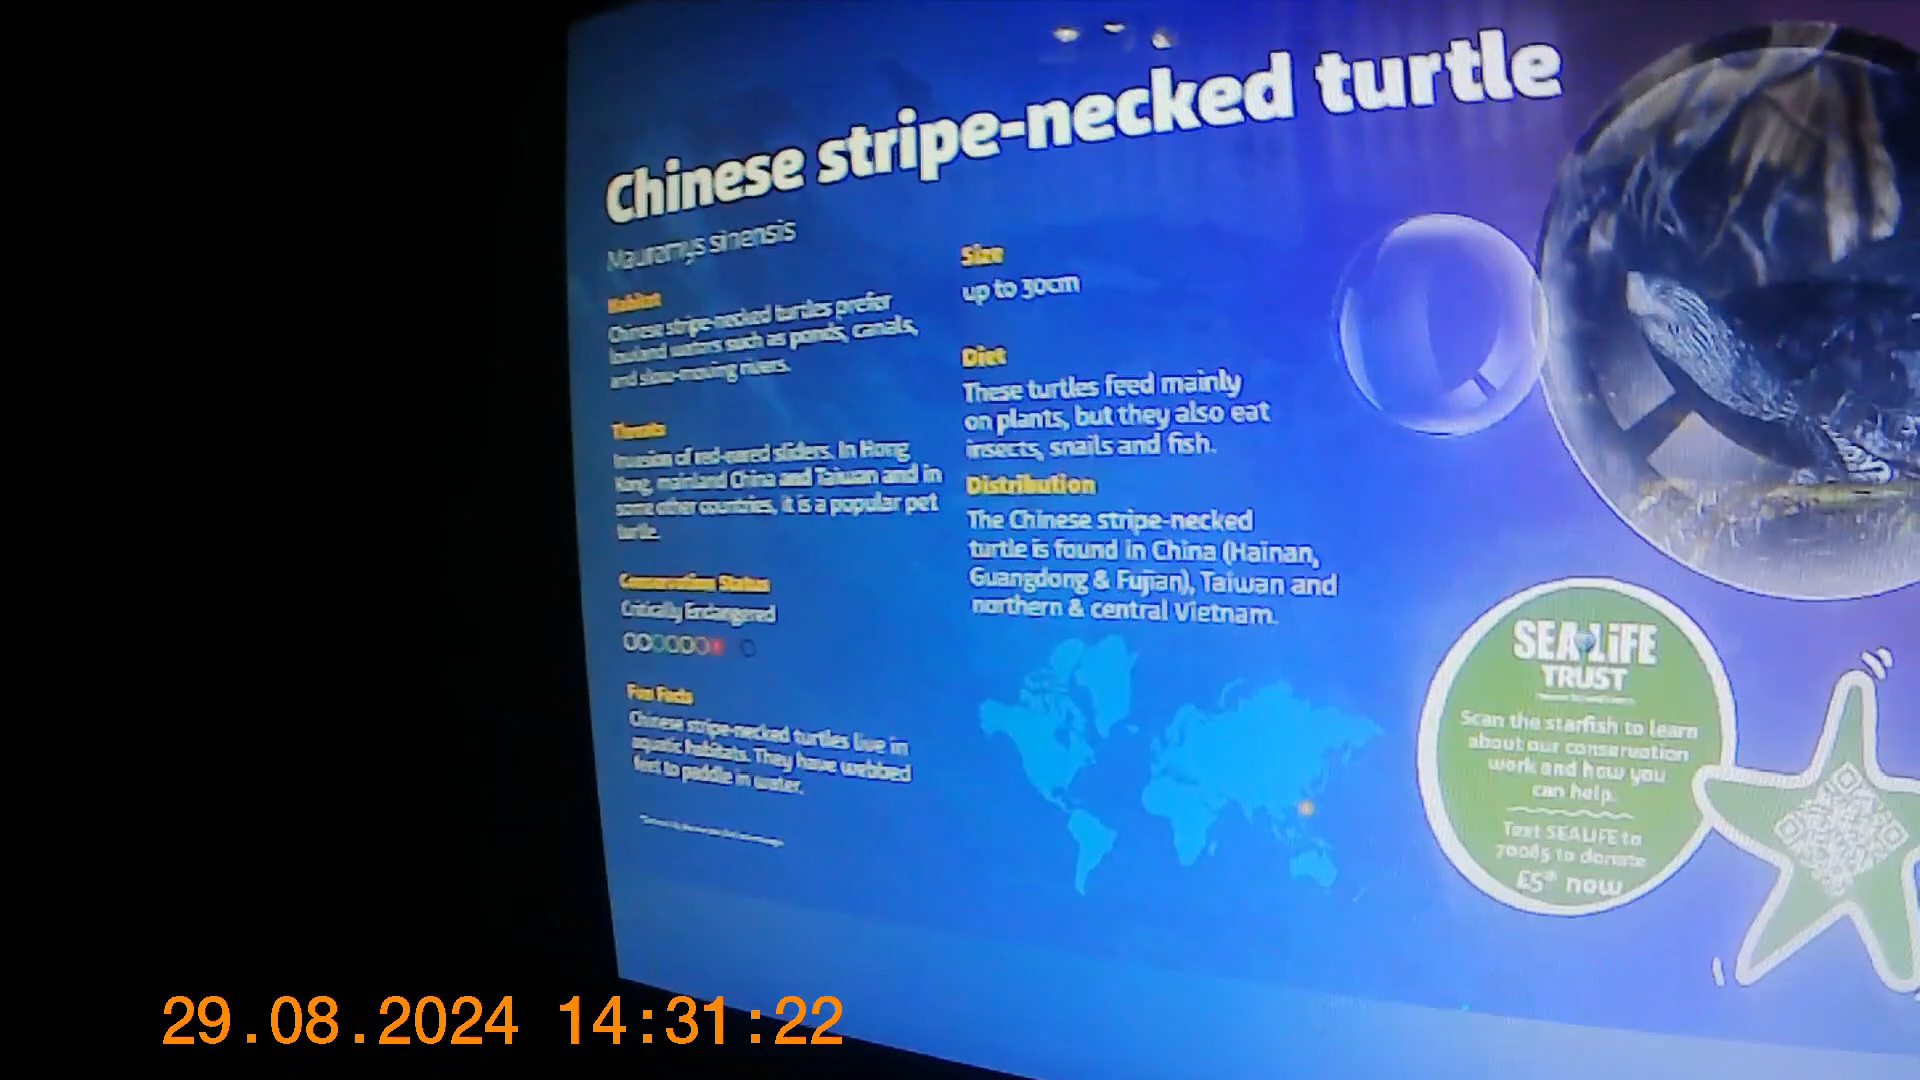 Chinese stripe-necked turtle
Mauramys sinensis
Habitat
Chinese stripe-necked turtles prefer
lowland waters such as ponds, canals,
and slow-moving rivers.
Threats
Invasion of red-eared sliders. In Hong
Kong, mainland China and Taiwan and in
some other countries, it is a popular pet
turtle.
Conservation Status
Critically Endangered
Fun Facts
Chinese stripe-necked turtles live in
aquatic habitats. They have webbed
feet to paddle in water.
Size
up to 30cm
Diet
These turtles feed mainly
on plants, but they also eat
insects, snails and fish.
Distribution
The Chinese stripe-necked
turtle is found in China (Hainan,
Guangdong & Fujian), Taiwan and
northern & central Vietnam.
SEA LiFE
TRUST
Scan the starfish to learn
about our conservation
work and how you
can help.
Text SEALIFE to
70085 to donate
£5* now
29.08.2024 14:31:22